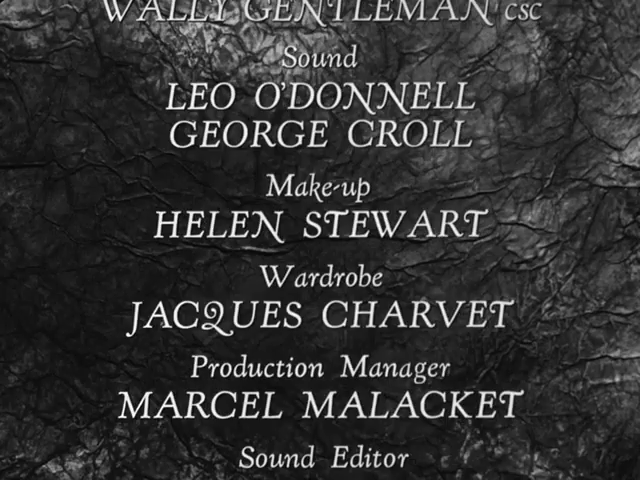 WALLY GENTLEMAN CSC
Sound
LEO O'DONNELL
GEORGE CROLL
Make-up
HELEN STEWART
Wardrobe
JACQUES CHARVET
Production Manager
MARCEL MALACKET
Sound Editor